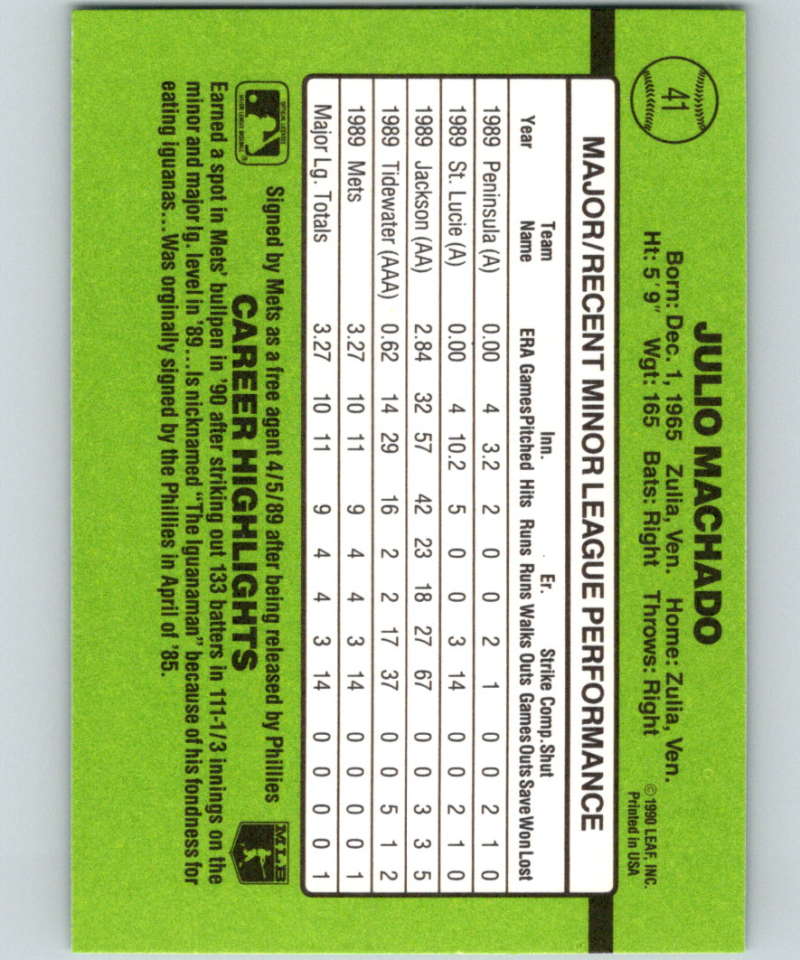 41
JULIO MACHADO
Born: Dec. 1, 1965 Zulia, Ven. Home: Zulia, Ven.
Ht: 5'9" Wgt: 165 Bats: Right Throws: Right
© 1990 LEAF, INC.
Printed in USA
MAJOR/RECENT MINOR LEAGUE PERFORMANCE
Team Inn. Er. Strike Comp. Shut
Year Name ERA Games Pitched Hits Runs Runs Walks Outs Games Outs Save Won Lost
1989 Peninsula (A) 0.00 4 3.2 2 0 0 2 1 0 0 2 1 0
1989 St. Lucie (A) 0.00 4 10.2 5 0 0 3 14 0 0 2 1 0
1989 Jackson (AA) 2.84 32 57 42 23 18 27 67 0 0 3 3 5
1989 Tidewater (AAA) 0.62 14 29 16 2 2 17 37 0 0 5 1 2
1989 Mets 3.27 10 11 9 4 4 3 14 0 0 0 0 1
Major Lg. Totals 3.27 10 11 9 4 4 3 14 0 0 0 0 1
Signed by Mets as a free agent 4/5/89 after being released by Phillies
MLB
CAREER HIGHLIGHTS
Earned a spot in Mets' bullpen in '90 after striking out 133 batters in 111-1/3 innings on the
minor and major lg. level in '89...Is nicknamed "The Iguanaman" because of his fondness for
eating iguanas...Was orginally signed by the Phillies in April of '85.